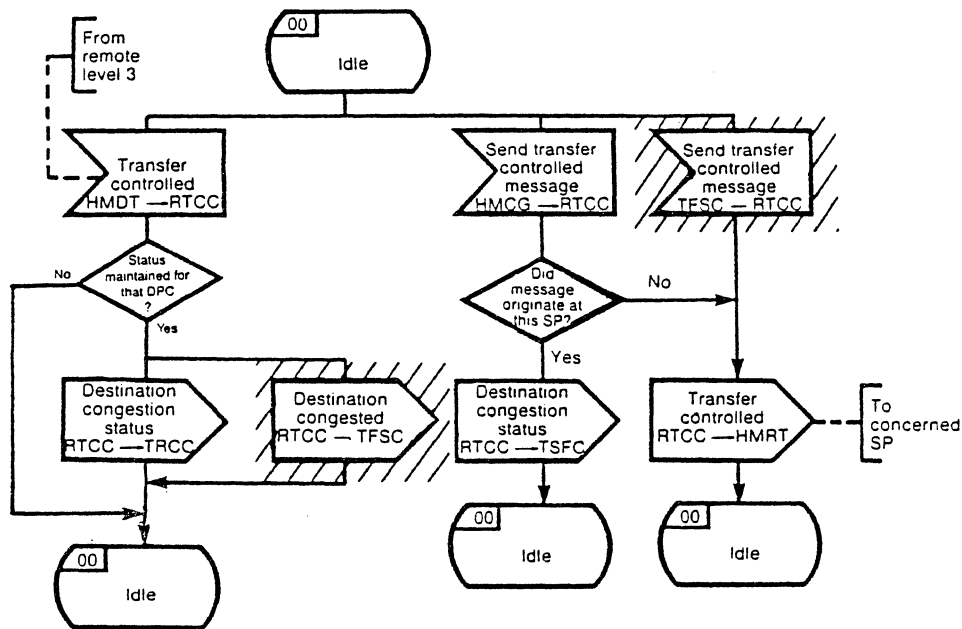 From
remote
level 3
00
Idle
Transfer
controlled
HMDT → RTCC
Send transfer
controlled
message
HMCG → RTCC
Send transfer
controlled
message
TFSC — RTCC
Status
maintained for
that DPC
?
No
Yes
Did
message
originate at
this SP?
No
Yes
Destination
congestion
status
RTCC → TRCC
Destination
congested
RTCC → TFSC
Destination
congestion
status
RTCC → TSFC
Transfer
controlled
RTCC → HMRT
To
concerned
SP
00
Idle
00
Idle
00
Idle